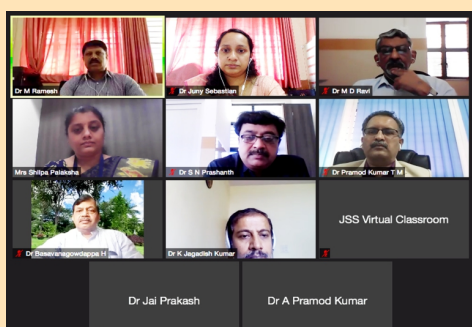 Dr M Ramesh
Dr Juny Sebastian
Dr M D Ravi
Mrs Shilpa Palaksha
Dr S N Prashanth
Dr Pramod Kumar T M
Dr Basavanagowdappa H
Dr K Jagadish Kumar
JSS Virtual Classroom
Dr Jai Prakash
Dr A Pramod Kumar